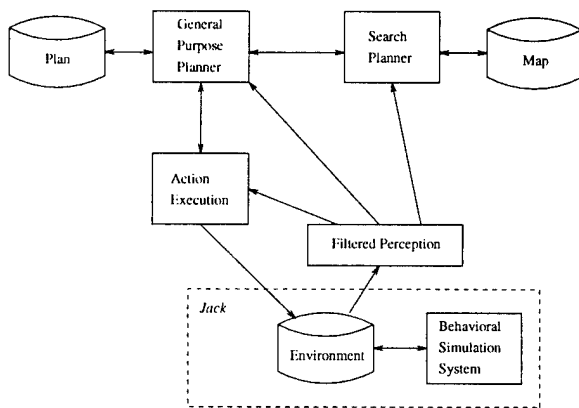 General
Purpose
Planner
Search
Planner
Plan
Map
Action
Execution
Filtered Perception
Jack
Environment
Behavioral
Simulation
System